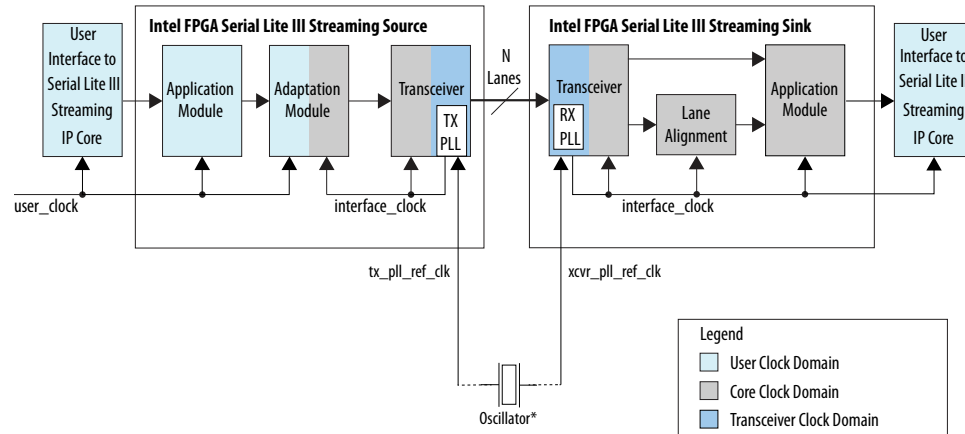 Intel FPGA Serial Lite III Streaming Source
Intel FPGA Serial Lite III Streaming Sink
User
Interface to
Serial Lite III
Streaming
IP Core
Application
Module
Adaptation
Module
Transceiver
TX
PLL
N
Lanes
Transceiver
RX
PLL
Lane
Alignment
Application
Module
User
Interface to
Serial Lite II
Streaming
IP Core
user_clock
interface_clock
interface_clock
tx_pll_ref_clk
xcvr_pll_ref_clk
Oscillator*
Legend
User Clock Domain
Core Clock Domain
Transceiver Clock Domain